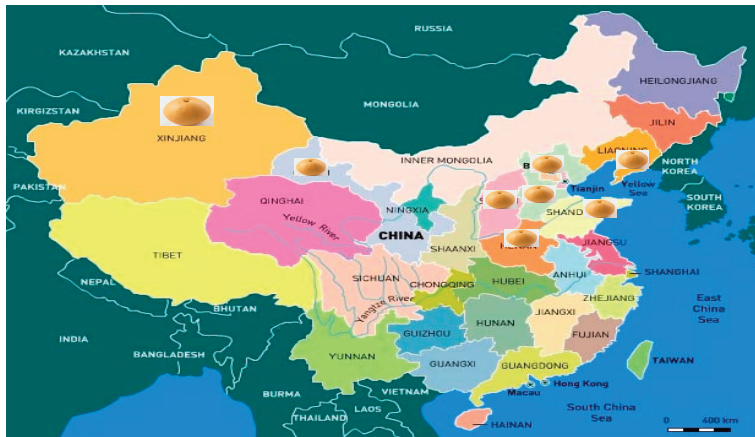 RUSSIA
KAZAKHSTAN
HEILONGJIANG
MONGOLIA
KIRGIZSTAN
JILIN
XINJIANG
INNER MONGOLIA
NORTH
KOREA
PAKISTAN
Tianjin
Yellow
Sea
QINGHAI
NINGXIA
SOUTH
KOREA
SHAND
Yellow River
CHINA
SHAANXI
JIANGSU
TIBET
SICHUAN
ANHUI
SHANGHAI
CHONGQING
HUBEI
NEPAL
ZHEJIANG
East
China
Sea
Yangtze River
BHUTAN
HUNAN
JIANGXI
GUIZHOU
FUJIAN
INDIA
BANGLADESH
YUNNAN
GUANGXI
GUANGDONG
TAIWAN
Hong Kong
Macau
BURMA
VIETNAM
LAOS
THAILAND
South China
Sea
HAINAN
0 400 km